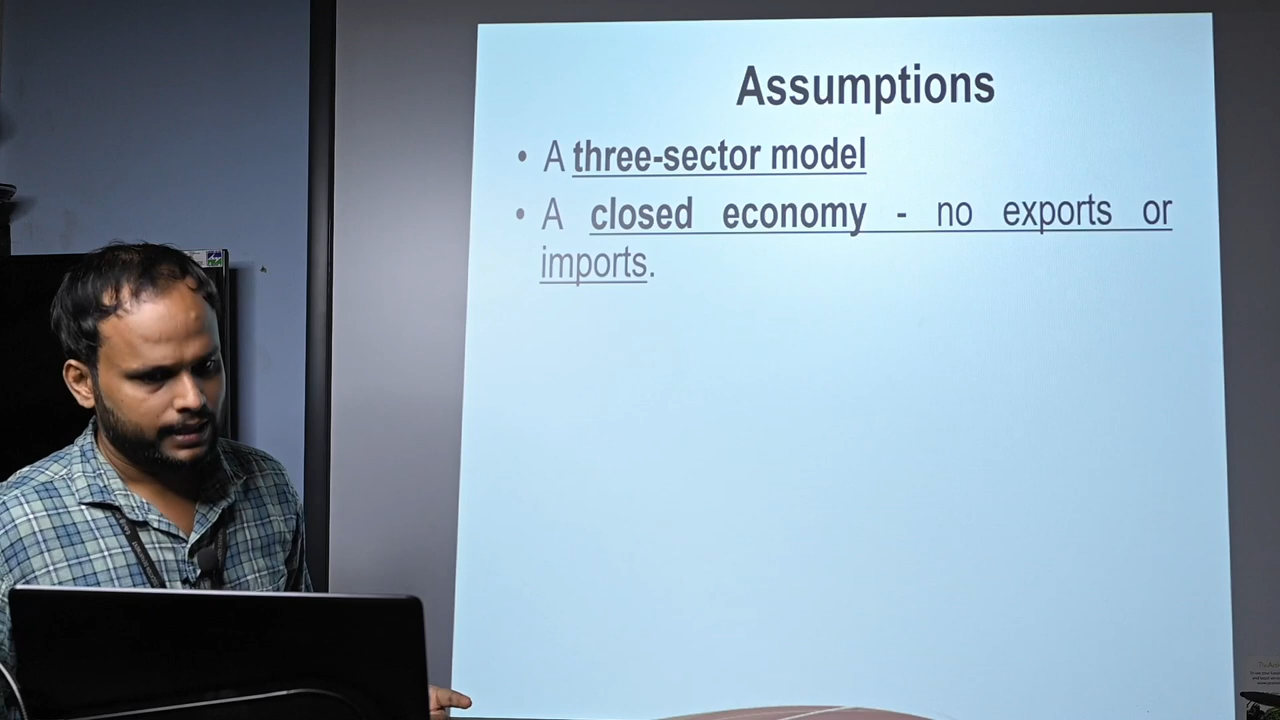 Assumptions
• A three-sector model
• A closed economy - no exports or
imports.